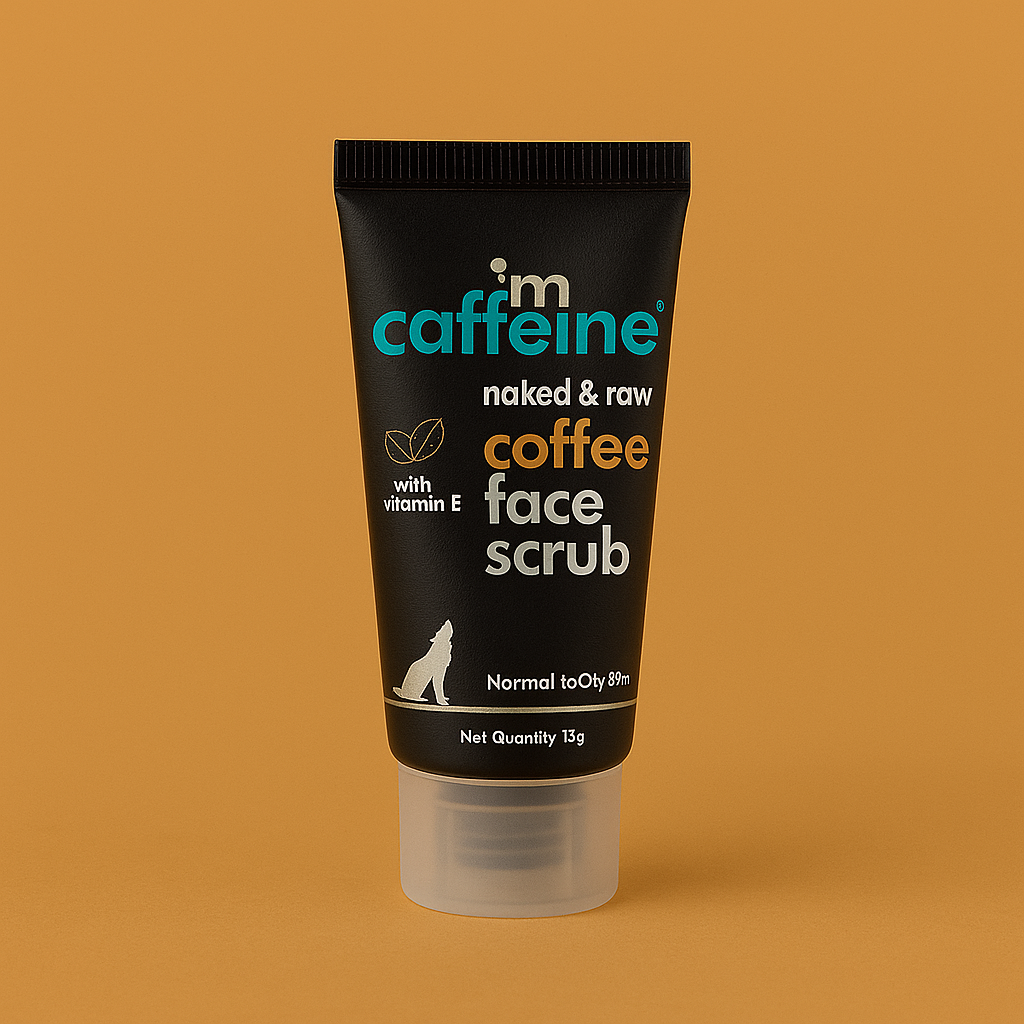 'm
caffeine®
naked & raw
coffee
face
scrub
with
vitamin E
Normal toOty 89m
Net Quantity 13g